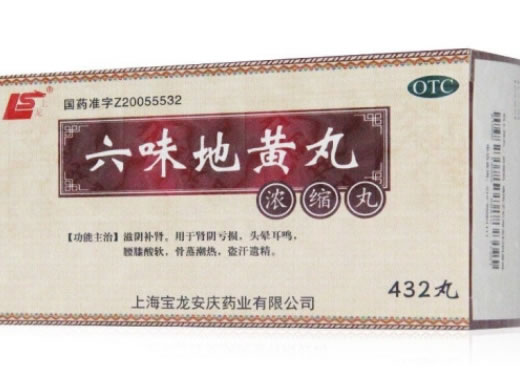 LS®
国药准字Z20055532
OTC
六味地黄丸
浓缩丸
【功能主治】滋阴补肾。用于肾阴亏损，头晕耳鸣，
腰膝酸软，骨蒸潮热，盗汗遗精。
432丸
上海宝龙安庆药业有限公司